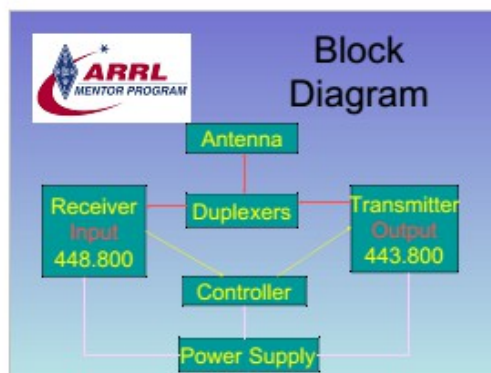 ARRL
MENTOR PROGRAM
Block
Diagram
Antenna
Receiver
Input
448.800
Duplexers
Transmitter
Output
443.800
Controller
Power Supply